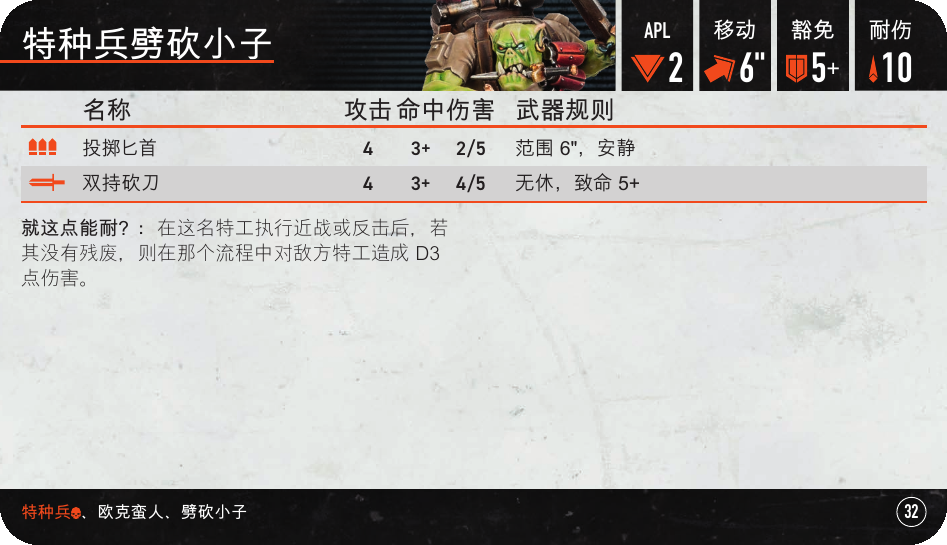 特种兵劈砍小子
APL 移动 豁免 耐伤
2 6" 5+ 10
名称 攻击 命中 伤害 武器规则
投掷匕首 4 3+ 2/5 范围 6"，安静
双持砍刀 4 3+ 4/5 无休，致命 5+
就这点能耐？：在这名特工执行近战或反击后，若
其没有残废，则在那个流程中对敌方特工造成 D3
点伤害。
特种兵、欧克蛮人、劈砍小子 32